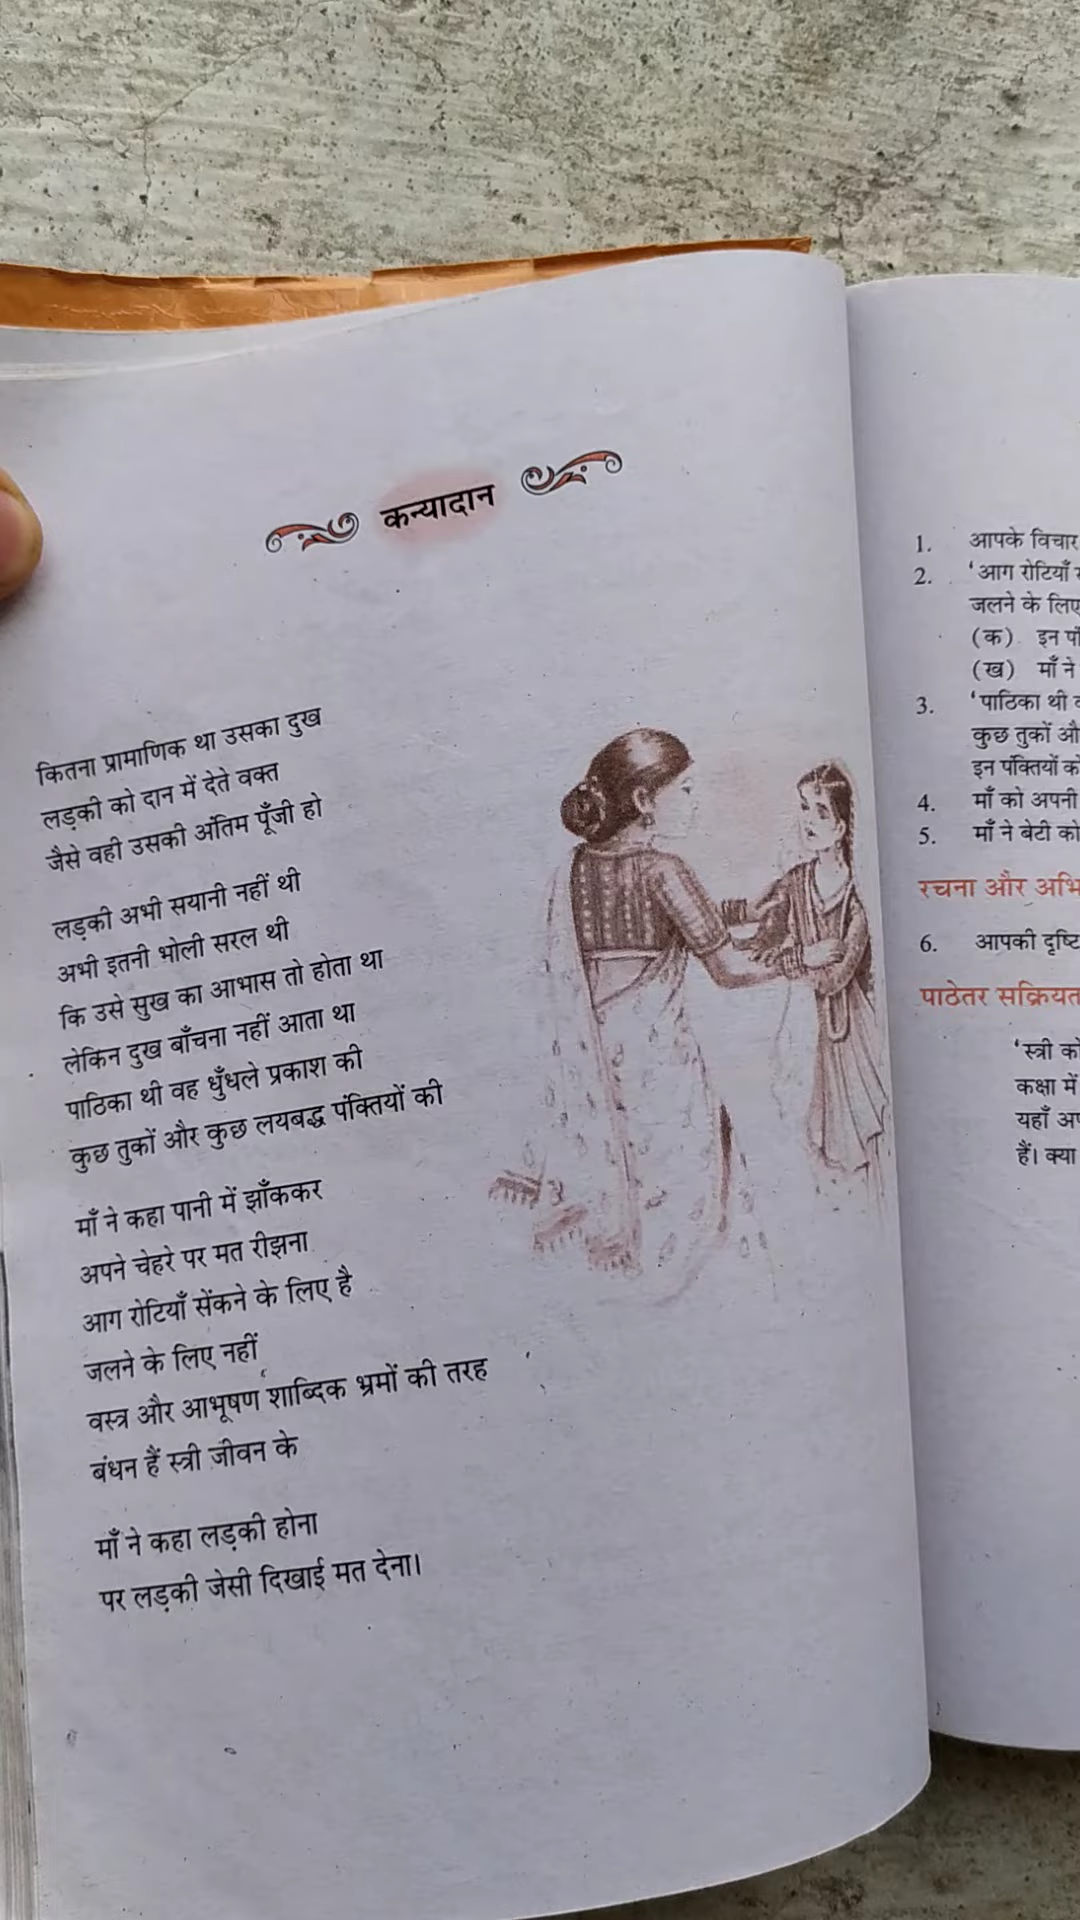 कन्यादान
कितना प्रामाणिक था उसका दुख
लड़की को दान में देते वक्त
जैसे वही उसकी अंतिम पूँजी हो
लड़की अभी सयानी नहीं थी
अभी इतनी भोली सरल थी
कि उसे सुख का आभास तो होता था
लेकिन दुख बाँचना नहीं आता था
पाठिका थी वह धुँधले प्रकाश की
कुछ तुकों और कुछ लयबद्ध पंक्तियों की
माँ ने कहा पानी में झाँककर
अपने चेहरे पर मत रीझना
आग रोटियाँ सेंकने के लिए है
जलने के लिए नहीं
वस्त्र और आभूषण शाब्दिक भ्रमों की तरह
बंधन हैं स्त्री जीवन के
माँ ने कहा लड़की होना
पर लड़की जेसी दिखाई मत देना।
1. आपके विचार
2. 'आग रोटियाँ
जलने के लिए
(क) इन
(ख) माँ ने
3. 'पाठिका थी
कुछ तुकों
इन पंक्तियों को
4. माँ को अपनी
5. माँ ने बेटी को
रचना और
6. आपकी दृष्टि
पाठेतर
'स्त्री को
कक्षा में
यहाँ
हैं। क्या